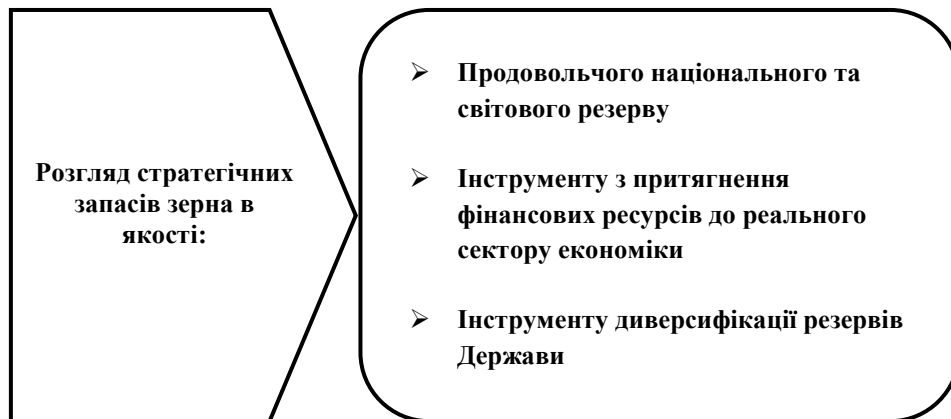 Розгляд стратегічних
запасів зерна в
якості:
➢ Продовольчого національного та
світового резерву
➢ Інструменту з притягнення
фінансових ресурсів до реального
сектору економіки
➢ Інструменту диверсифікації резервів
Держави